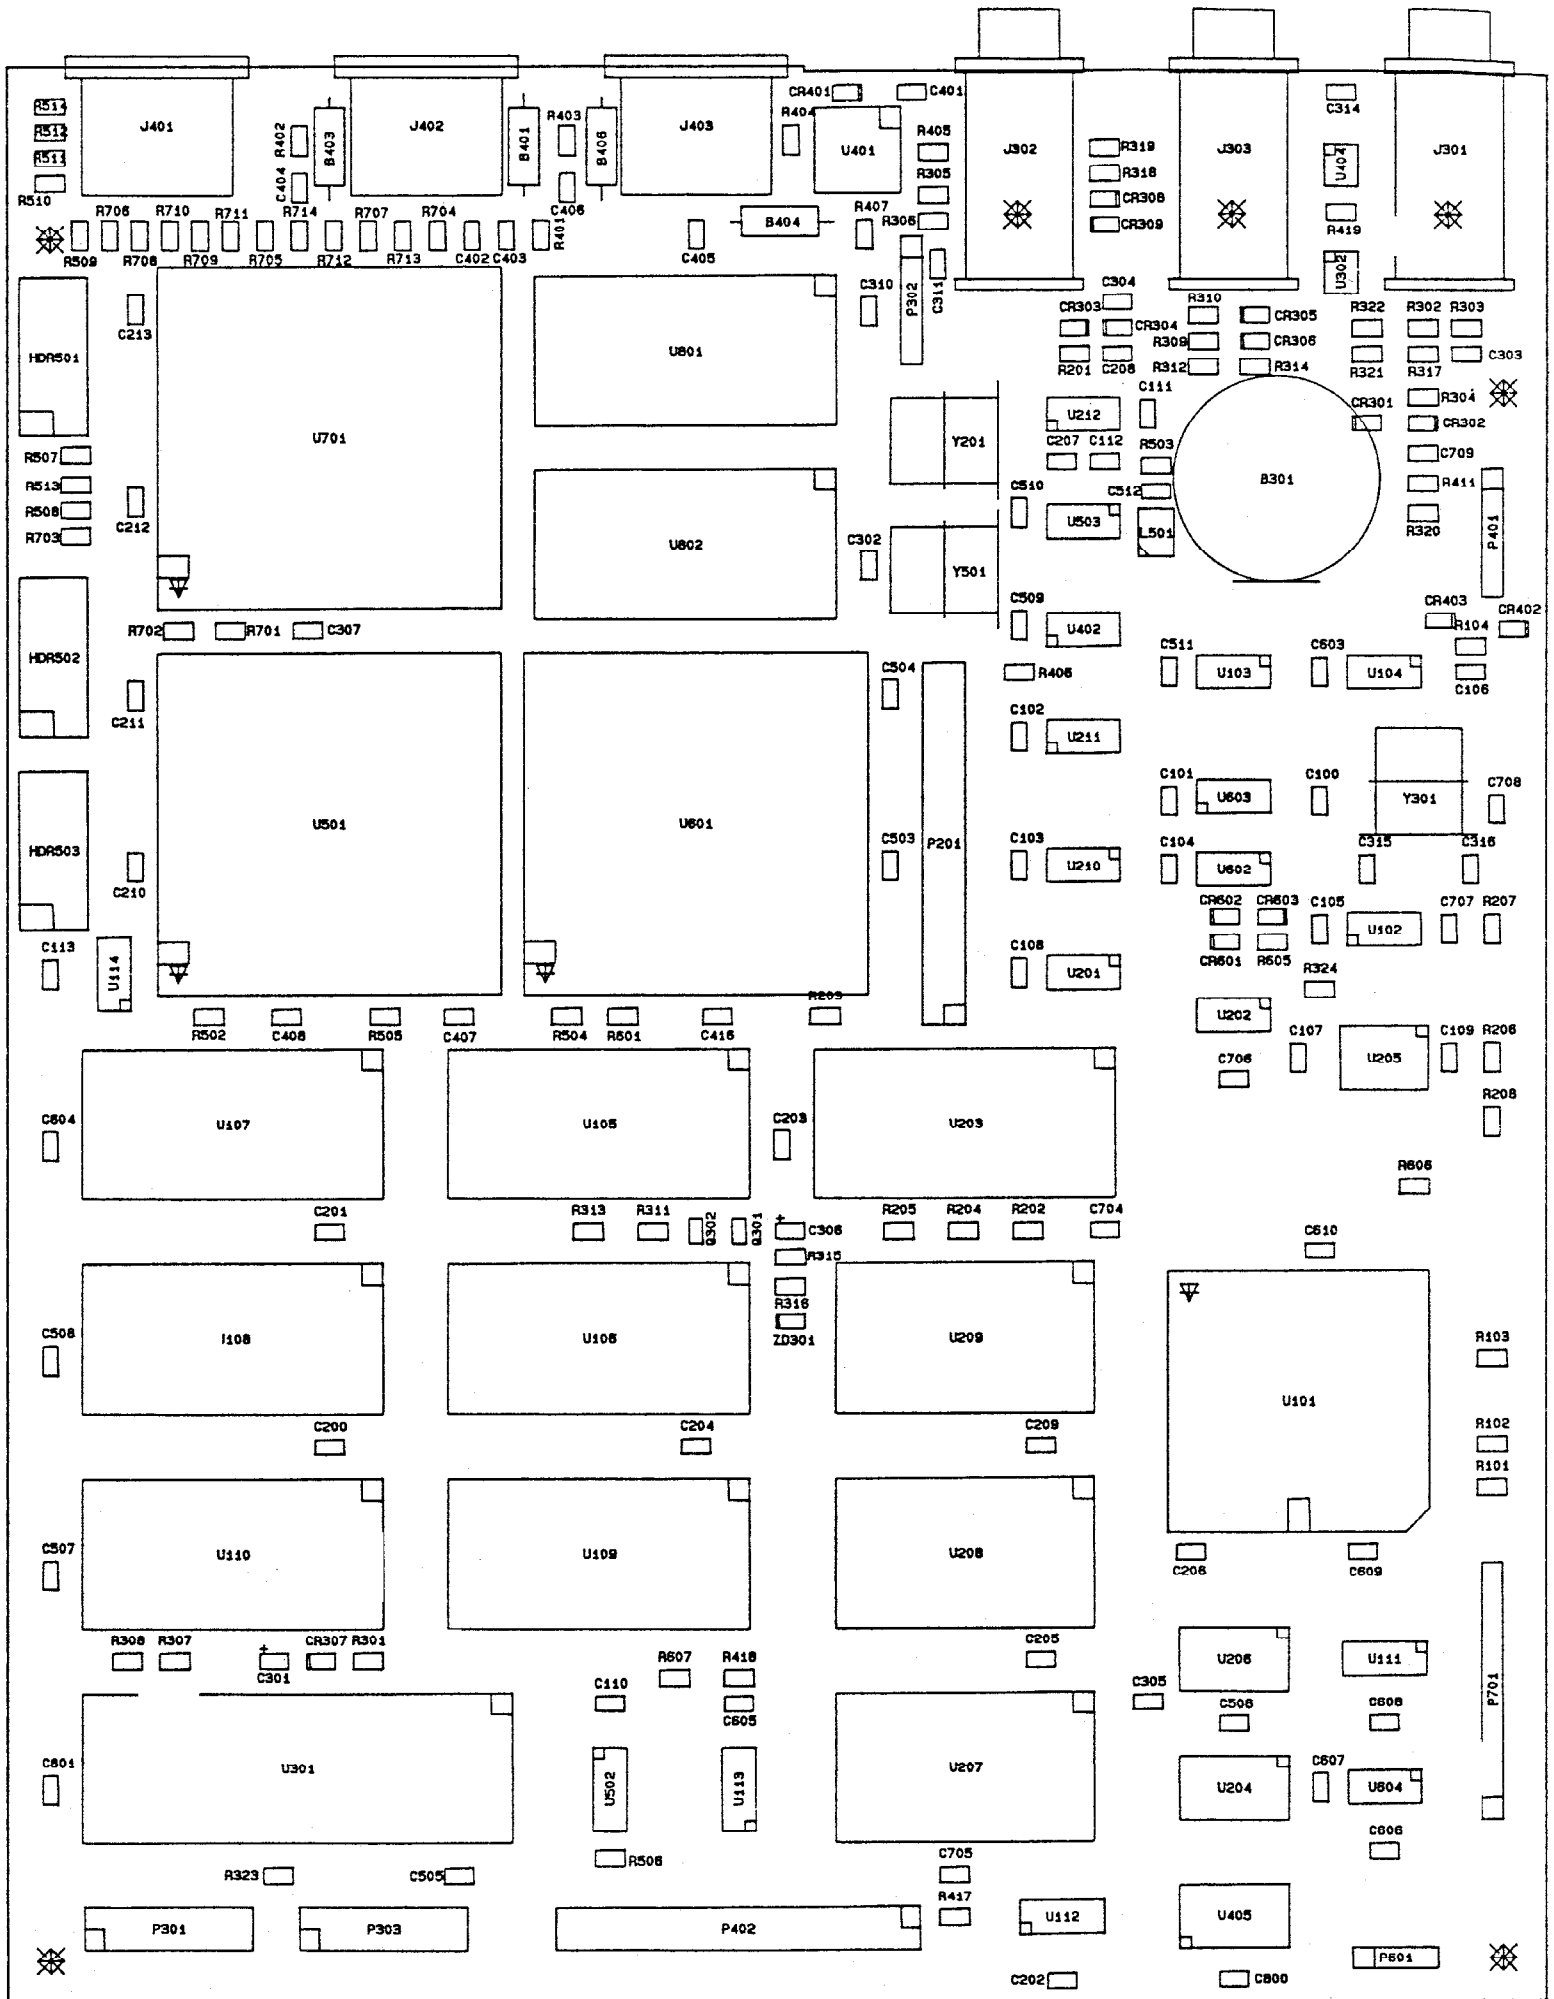 CR401 C401
R514 R403 R404 C314
J401 J402 J403 J302 J303 J301
R512 R402 B403 B401 B406 U401 R405 R319 U404
R511 R318
R510 C404 C406 R305 CR308
R706 R710 R711 R714 R707 R704 R401 B404 R407 R306 CR309 R419
R509 R708 R709 R705 R712 R713 C402 C403 C405 U302
C213 C310 P302 C311 C304 R310
CR303 CR304 CR305 R322 R302 R303
HDR501 U801 R309 CR306
R201 C208 R312 R314 R321 R317 C303
C111 R304
U212 CR301 CR302
U701 Y201
R507 C207 C112 R503 C709
R513 C510 C512 B301 R411
R508 C212 U503 L501
R703 U802 C302 R320 P401
Y501
C509 CR403 CR402
R702 R701 C307 U402 R104
HDR502 C504 R406 C511 U103 C603 U104
C106
C211 C102 U211
C101 U603 C100 Y301 C708
U501 U601
HDR503 C503 P201 C103 U210 C104 U602 C315 C316
C210
CR602 CR603 C105 U102 C707 R207
C113 U114 C108 U201 CR601 R605
R324
R203 U202
R502 C408 R505 C407 R504 R601 C416 C107 U205 C109 R206
C706
C604 U107 U105 C203 U203 R208
R606
C201 R313 R311 Q302 Q301 + C306 R205 R204 R202 C704
C610
R315
R316
C508 U106 ZD301 U209 R103
U101
C200 C204 C209 R102
R101
C507 U110 U109 U208
C206 C609
R308 R307 + C301 CR307 R301 R607 R418 C205 U206 U111
C110 C605 C305 C506 C608 P701
C601 U301 U502 U113 U207 U204 C607 U604
R506 C606
R323 C505 C705
R417
P301 P303 P402 U112 U405
P601
C202 C800